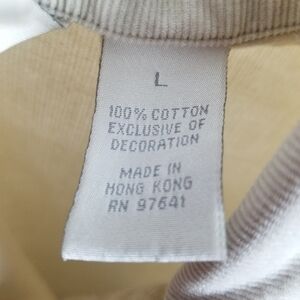 L
100% COTTON
EXCLUSIVE OF
DECORATION
MADE IN
HONG KONG
RN 97641